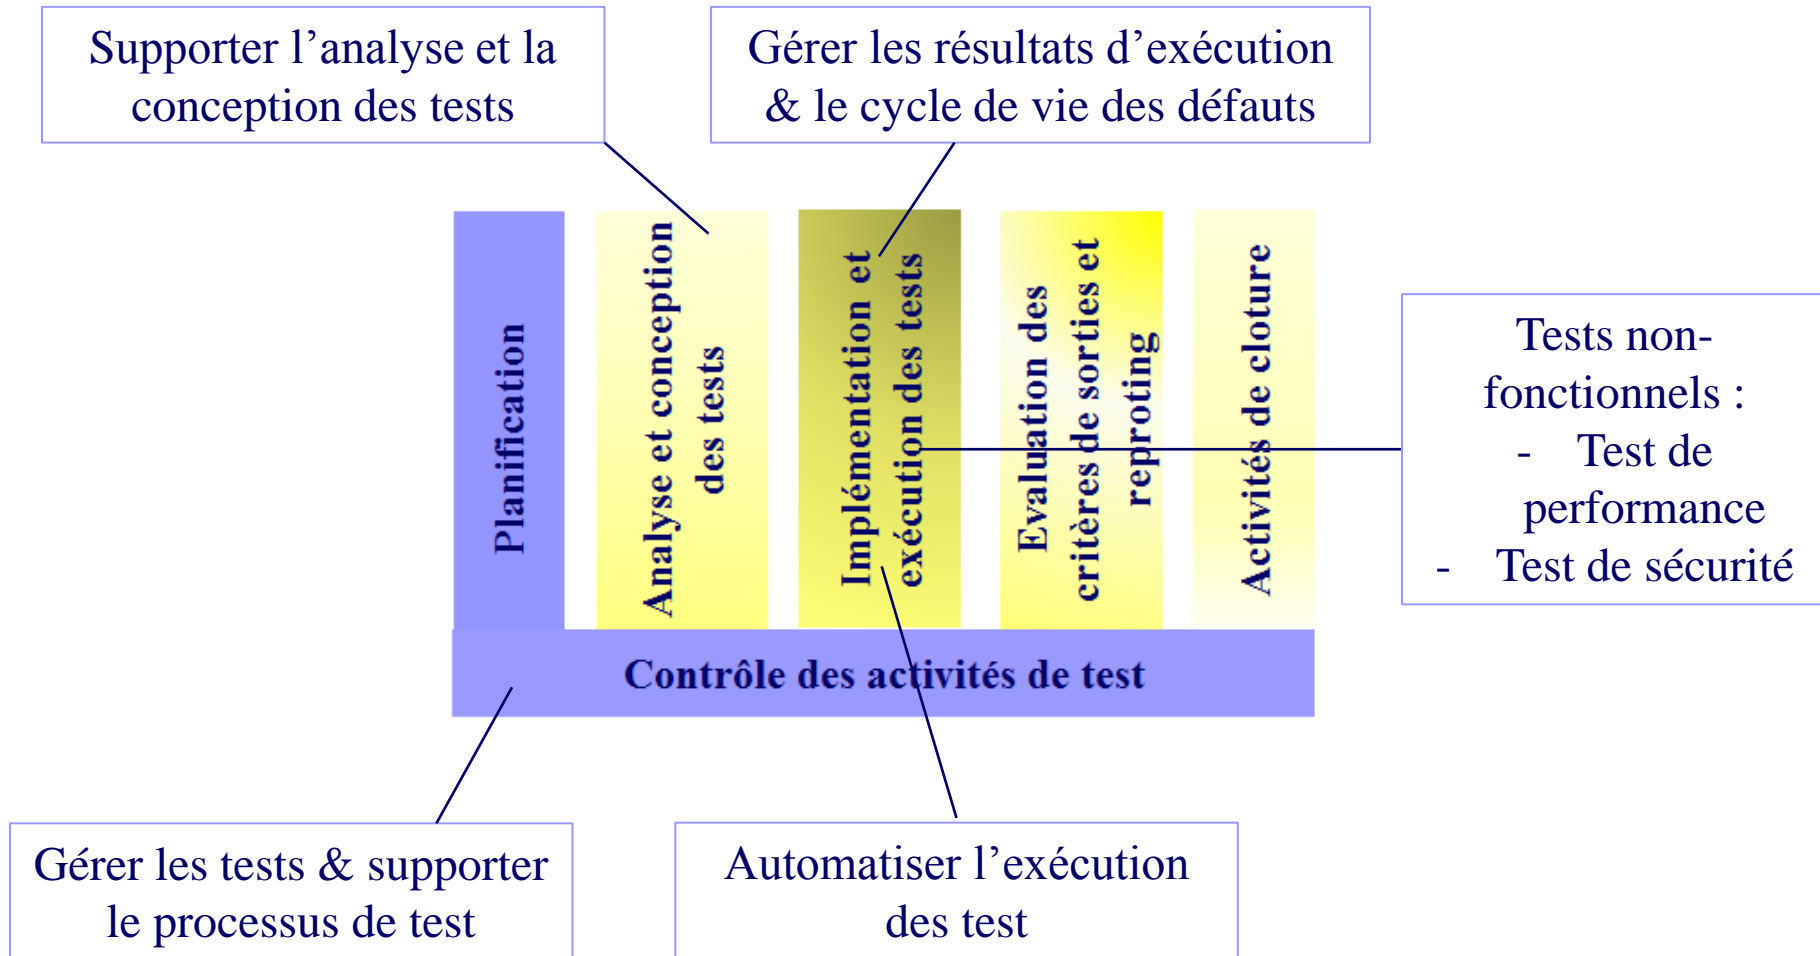 Supporter l’analyse et la
conception des tests
Gérer les résultats d’exécution
& le cycle de vie des défauts
Planification
Analyse et conception
des tests
Implémentation et
exécution des tests
Evaluation des
critères de sorties et
reproting
Activités de cloture
Tests non-
fonctionnels :
- Test de
performance
- Test de sécurité
Contrôle des activités de test
Gérer les tests & supporter
le processus de test
Automatiser l’exécution
des test